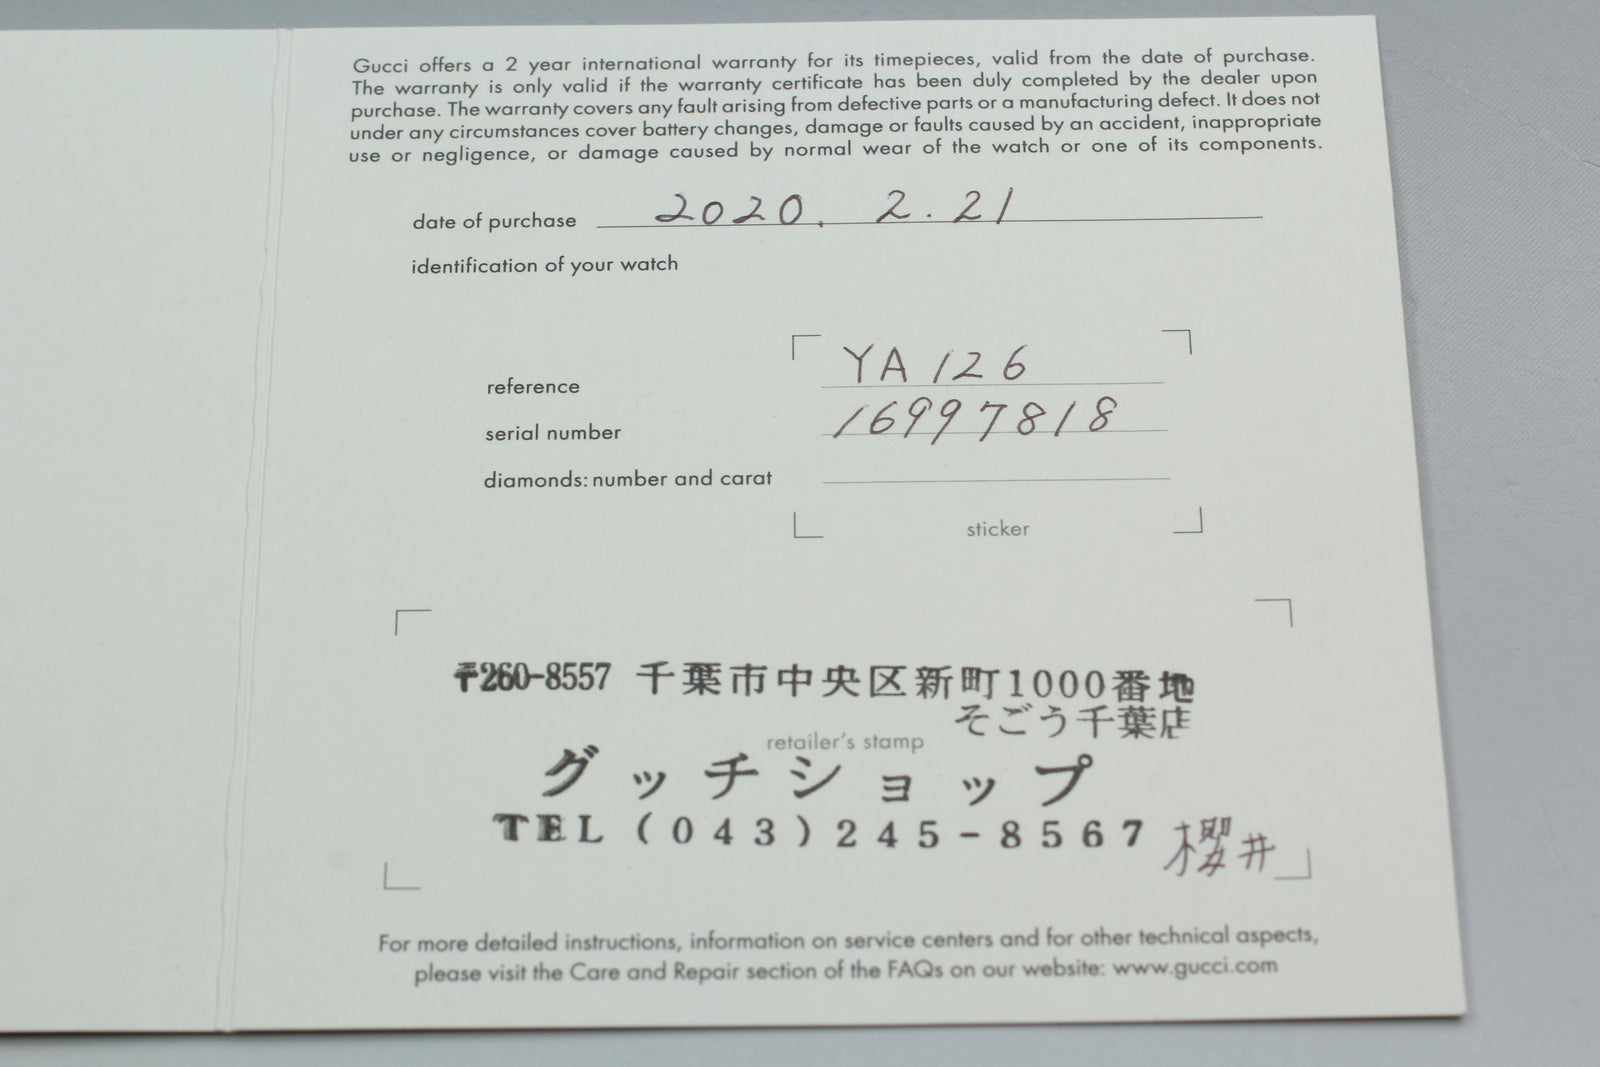 Gucci offers a 2 year international warranty for its timepieces, valid from the date of purchase.
The warranty is only valid if the warranty certificate has been duly completed by the dealer upon
purchase. The warranty covers any fault arising from defective parts or a manufacturing defect. It does not
under any circumstances cover battery changes, damage or faults caused by an accident, inappropriate
use or negligence, or damage caused by normal wear of the watch or one of its components.
date of purchase 2020. 2.21
identification of your watch
reference YA126
serial number 16997818
diamonds: number and carat
sticker
〒260-8557 千葉市中央区新町1000番地
そごう千葉店
retailer's stamp
グッチショップ
TEL(043)245-8567 櫻井
For more detailed instructions, information on service centers and for other technical aspects,
please visit the Care and Repair section of the FAQs on our website: www.gucci.com